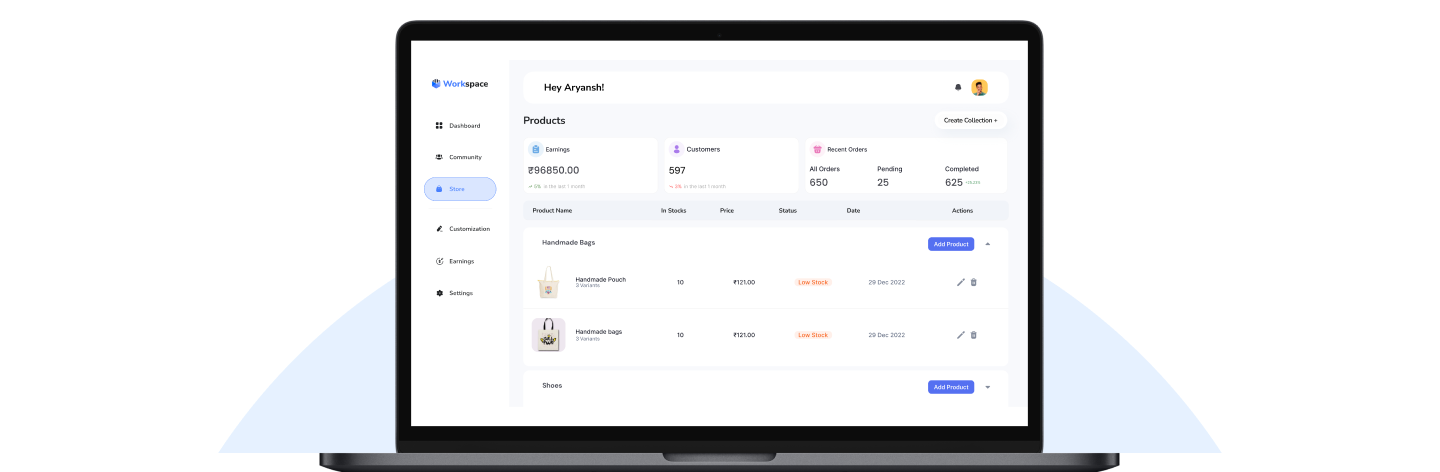 Workspace
Hey Aryansh!
Dashboard
Community
Store
Customization
Earnings
Settings
Products
Create Collection +
Earnings
₹96850.00
5% in the last 1 month
Customers
597
3% in the last 1 month
Recent Orders
All Orders Pending Completed
650 25 625
Product Name In Stocks Price Status Date Actions
Handmade Bags Add Product
Handmade Pouch
3 Variants
10 ₹121.00 Low Stock 29 Dec 2022
Handmade bags
3 Variants
10 ₹121.00 Low Stock 29 Dec 2022
Shoes Add Product